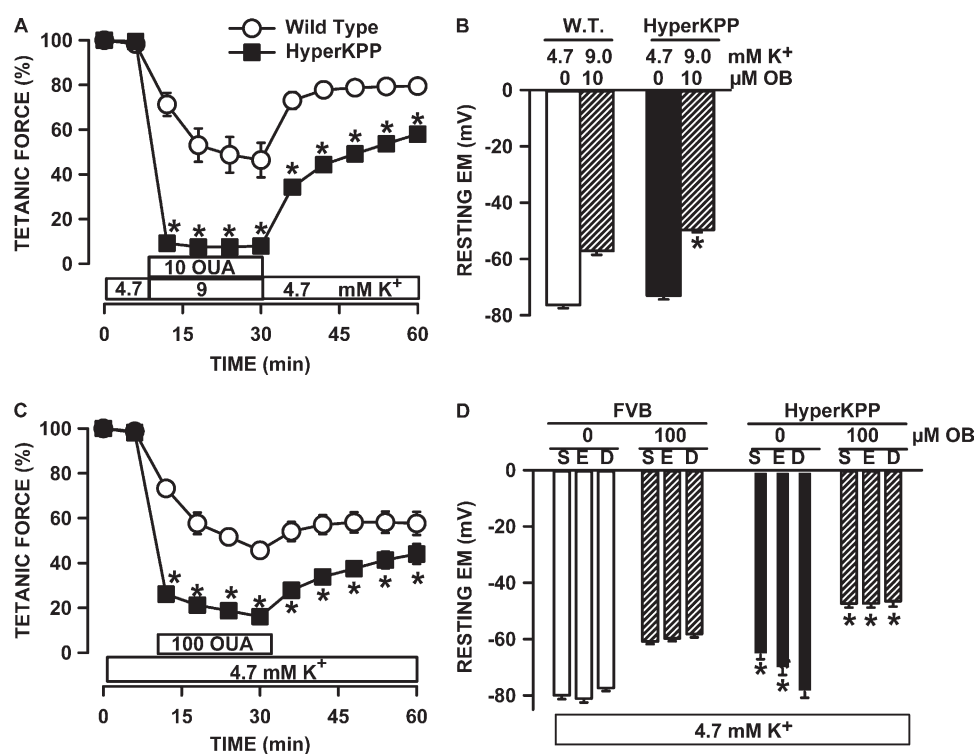 A
Wild Type
HyperKPP
TETANIC FORCE (%)
100
80
60
40
20
0
* * * * * * * * *
10 OUA
4.7 9 4.7 mM K+
0 15 30 45 60
TIME (min)
B
W.T. HyperKPP
4.7 9.0 4.7 9.0 mM K+
0 10 0 10 µM OB
RESTING EM (mV)
0
-20
-40
-60
-80
*
C
TETANIC FORCE (%)
100
80
60
40
20
0
* * * * * * * * *
100 OUA
4.7 mM K+
0 15 30 45 60
TIME (min)
D
FVB HyperKPP
0 100 0 100 µM OB
S E D S E D S E D S E D
RESTING EM (mV)
0
-20
-40
-60
-80
* * * * *
4.7 mM K+